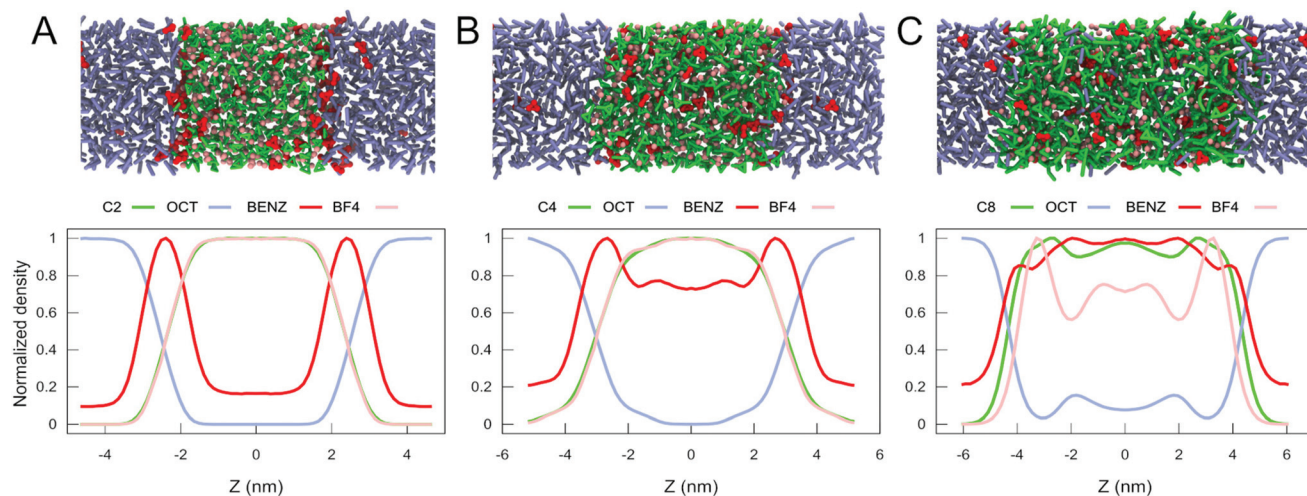 A B C
C2 OCT BENZ BF4 C4 OCT BENZ BF4 C8 OCT BENZ BF4
Normalized density
1 1 1
0.8 0.8 0.8
0.6 0.6 0.6
0.4 0.4 0.4
0.2 0.2 0.2
0 0 0
-4 -2 0 2 4 -6 -4 -2 0 2 4 6 -6 -4 -2 0 2 4 6
Z (nm) Z (nm) Z (nm)